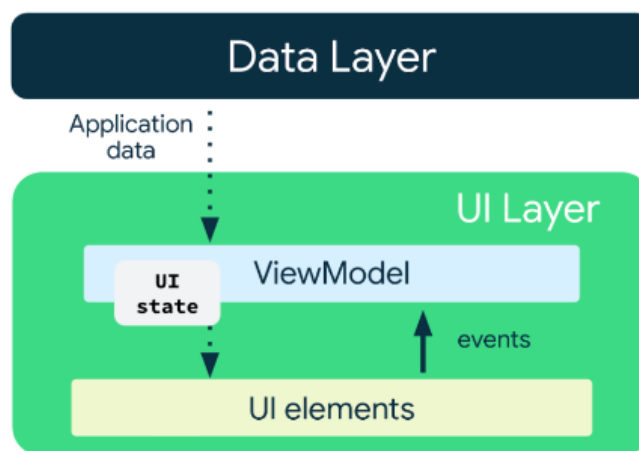 Data Layer
Application
data
UI Layer
ViewModel
UI
state
events
UI elements